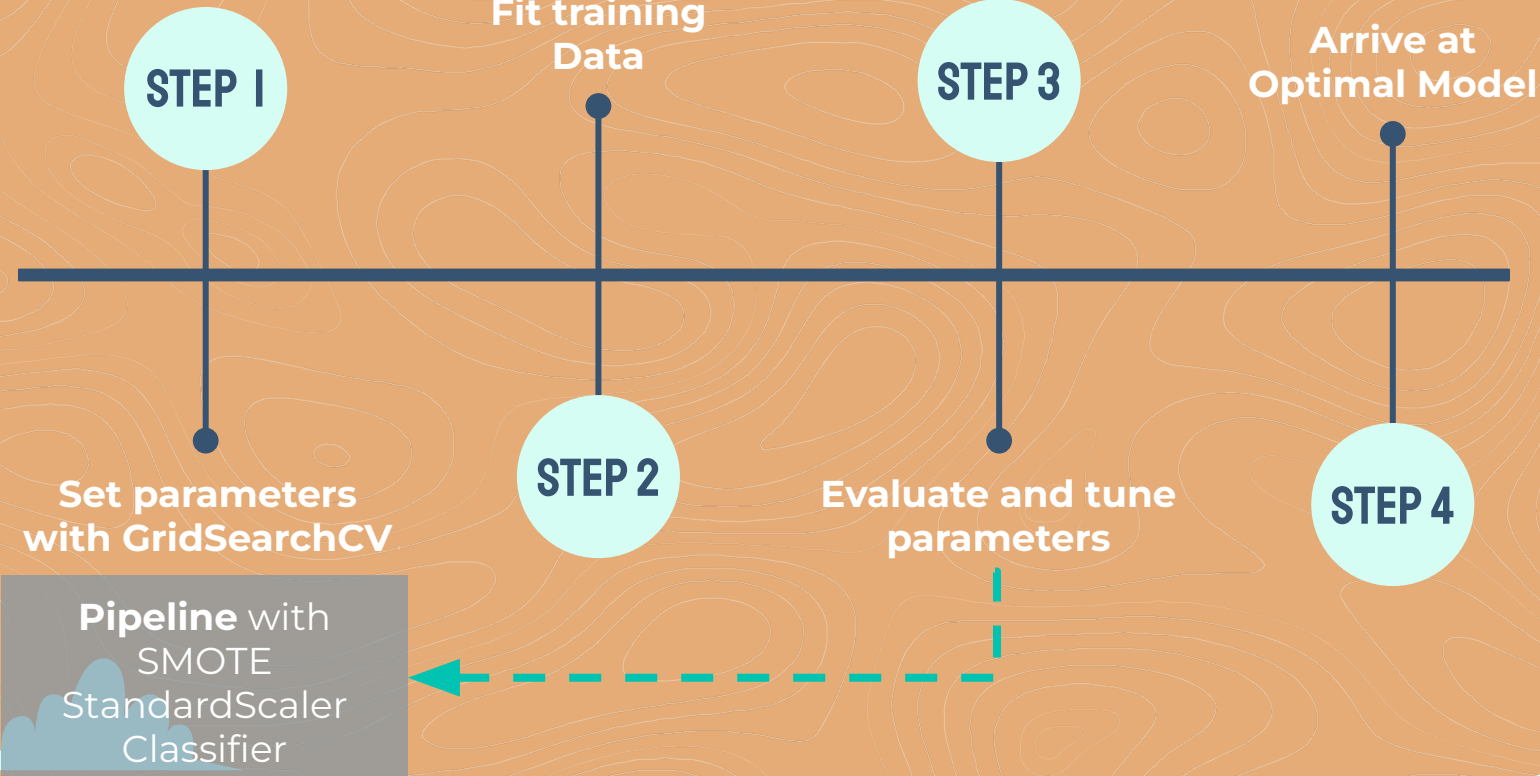 STEP 1
Fit training
Data
STEP 3
Arrive at
Optimal Model
Set parameters
with GridSearchCV
STEP 2
Evaluate and tune
parameters
STEP 4
Pipeline with
SMOTE
StandardScaler
Classifier